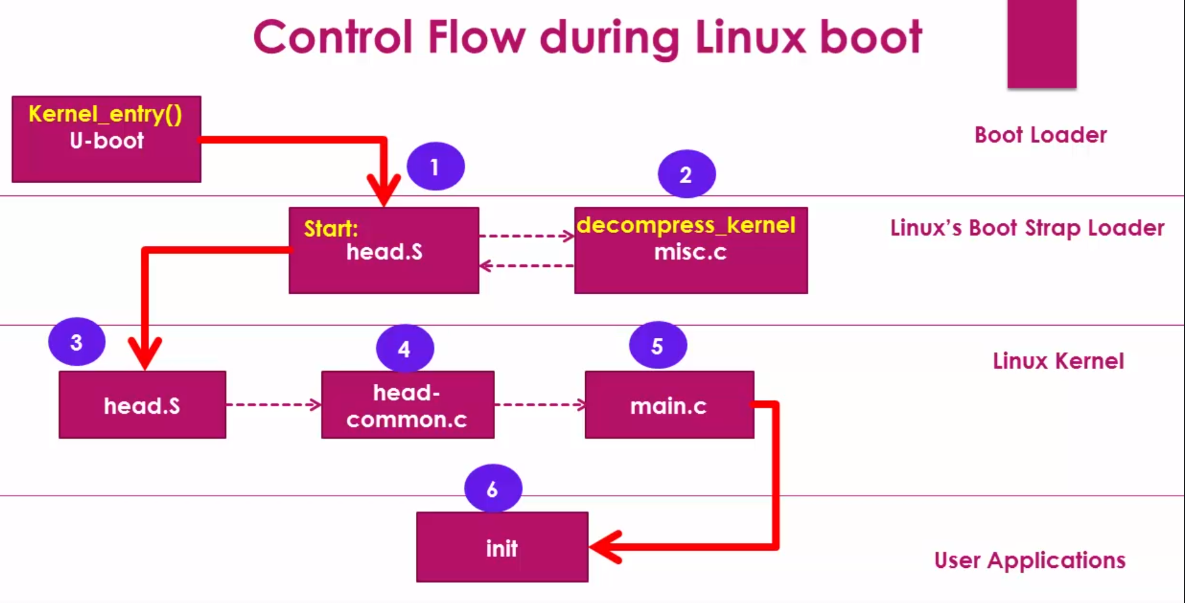 Control Flow during Linux boot
Kernel_entry()
U-boot
Boot Loader
1
2
Start:
head.S
decompress_kernel
misc.c
Linux’s Boot Strap Loader
3
4
5
Linux Kernel
head.S
head-
common.c
main.c
6
init
User Applications